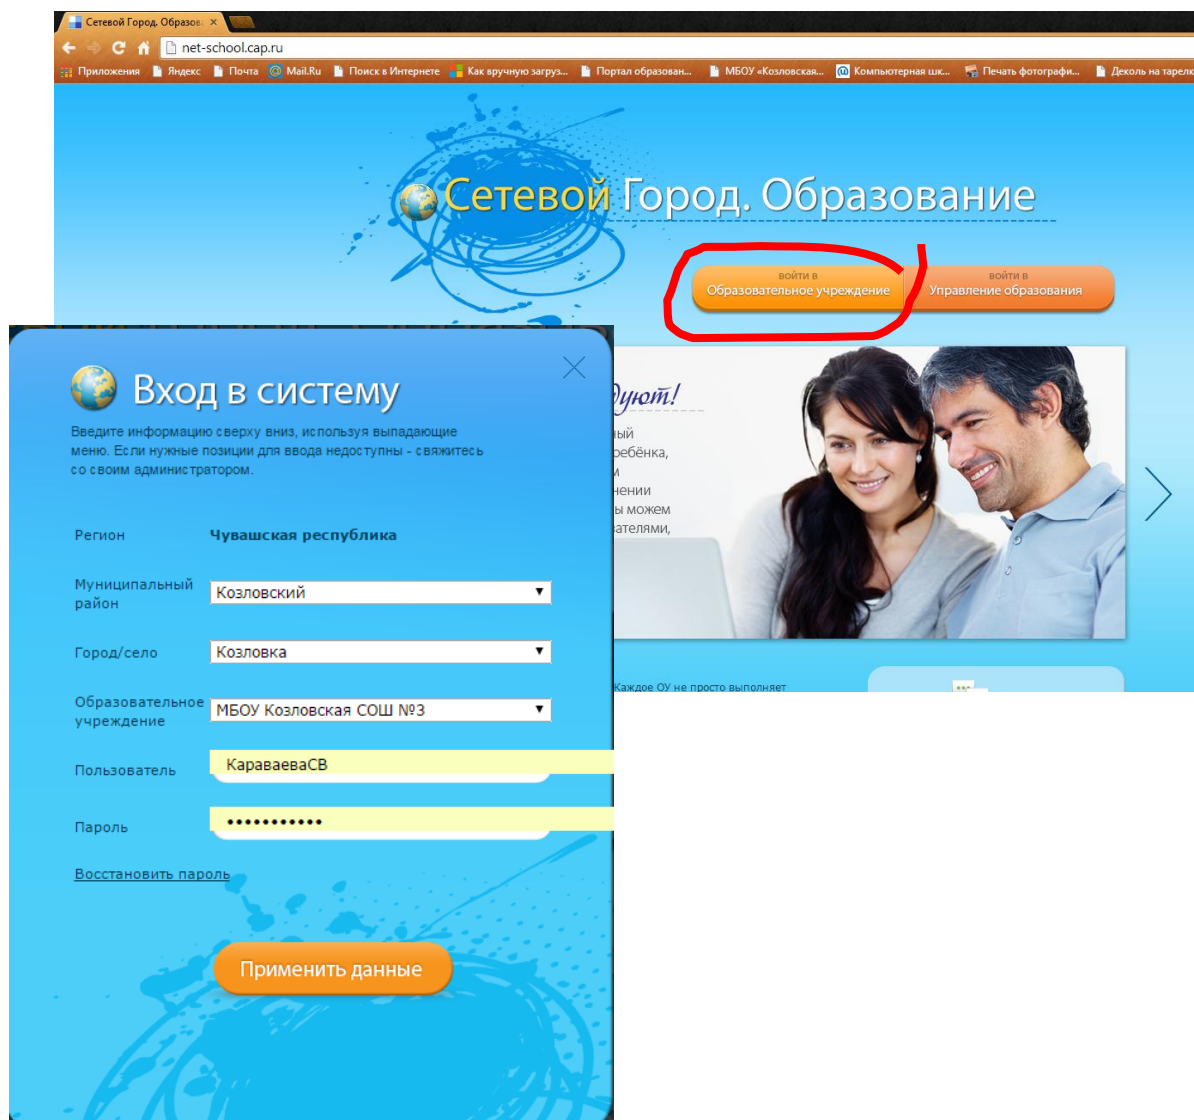 Сетевой Город. Образов
net-school.cap.ru
Приложения Яндекс Почта Mail.Ru Поиск в Интернете Как вручную загруз... Портал образован... МБОУ «Козловская... Компьютерная шк... Печать фотографи... Деколь на тарелк
Сетевой Город. Образование
войти в
Образовательное учреждение
войти в
Управление образования
Вход в систему
Введите информацию сверху вниз, используя выпадающие
меню. Если нужные позиции для ввода недоступны - свяжитесь
со своим администратором.
Регион Чувашская республика
Муниципальный
район
Козловский
Город/село Козловка
Образовательное
учреждение
МБОУ Козловская СОШ №3
Пользователь КараваеваСВ
Пароль •••••••••••
Восстановить пароль
Применить данные
дуют!
ный
ребёнка,
м
нении
ы можем
ателями,
Каждое ОУ не просто выполняет